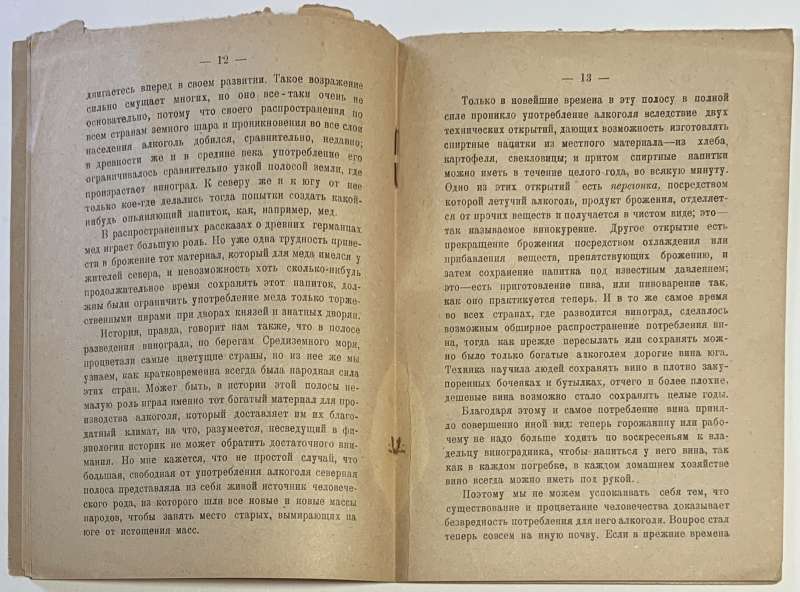 — 12 —
двигаетесь вперед в своем развитии. Такое возражение
сильно смущает многих, но оно все-таки очень не
основательно, потому что своего распространения по
всем странам земного шара и проникновения во все слои
населения алкоголь добился, сравнительно, недавно;
в древности же и в средние века употребление его
ограничивалось сравнительно узкой полосой земли, где
произрастает виноград. К северу же и к югу от нее
только кое-где делались тогда попытки создать какой-
нибудь опьяняющий напиток, как, например, мед.
В распространенных рассказах о древних германцах
мед играет большую роль. Но уже одна трудность приве-
сти в брожение тот материал, который для меда имелся у
жителей севера, и невозможность хоть сколько-нибудь
продолжительное время сохранять этот напиток, дол-
жны были ограничить употребление меда только торже-
ственными пирами при дворах князей и знатных дворян.
История, правда, говорит нам также, что в полосе
разведения винограда, по берегам Средиземного моря,
процветали самые цветущие страны, но из нее же мы
узнаем, как кратковременна всегда была народная сила
этих стран. Может быть, в истории этой полосы не-
малую роль играл именно тот богатый материал для про-
изводства алкоголя, который доставляет им их благо-
датный климат, на что, разумеется, несведущий в фи-
зиологии историк не может обратить достаточного вни-
мания. Но мне кажется, что не простой случай, что
большая, свободная от употребления алкоголя северная
полоса представляла из себя живой источник человече-
ского рода, из которого шли все новые и новые массы
народов, чтобы занять место старых, вымирающих на
юге от истощения масс.
— 13 —
Только в новейшие времена в эту полосу в полной
силе проникло употребление алкоголя вследствие двух
технических открытий, дающих возможность изготовлять
спиртные напитки из местного материала—из хлеба,
картофеля, свекловицы; и притом спиртные напитки
можно иметь в течение целого года, во всякую минуту.
Одно из этих открытий есть перегонка, посредством
которой летучий алкоголь, продукт брожения, отделяет-
ся от прочих веществ и получается в чистом виде; это—
так называемое винокурение. Другое открытие есть
прекращение брожения посредством охлаждения или
прибавления веществ, препятствующих брожению, и
затем сохранение напитка под известным давлением;
это—есть приготовление пива, или пивоварение так,
как оно практикуется теперь. И в то же самое время
во всех странах, где разводится виноград, сделалось
возможным обширное распространение потребления ви-
на, тогда как прежде пересылать или сохранять мож-
но было только богатые алкоголем дорогие вина юга.
Техника научила людей сохранять вино в плотно заку-
поренных боченках и бутылках, отчего и более плохие,
дешевые вина возможно стало сохранять целые годы.
Благодаря этому и самое потребление вина приня-
ло совершенно иной вид: теперь горожанину или рабо-
чему не надо больше ходить по воскресеньям к вла-
дельцу виноградника, чтобы напиться у него вина, так
как в каждом погребке, в каждом домашнем хозяйстве
вино всегда можно иметь под рукой.
Поэтому мы не можем успокаивать себя тем, что
существование и процветание человечества доказывает
безвредность потребления для него алкоголя. Вопрос стал
теперь совсем на иную почву. Если в прежние времена